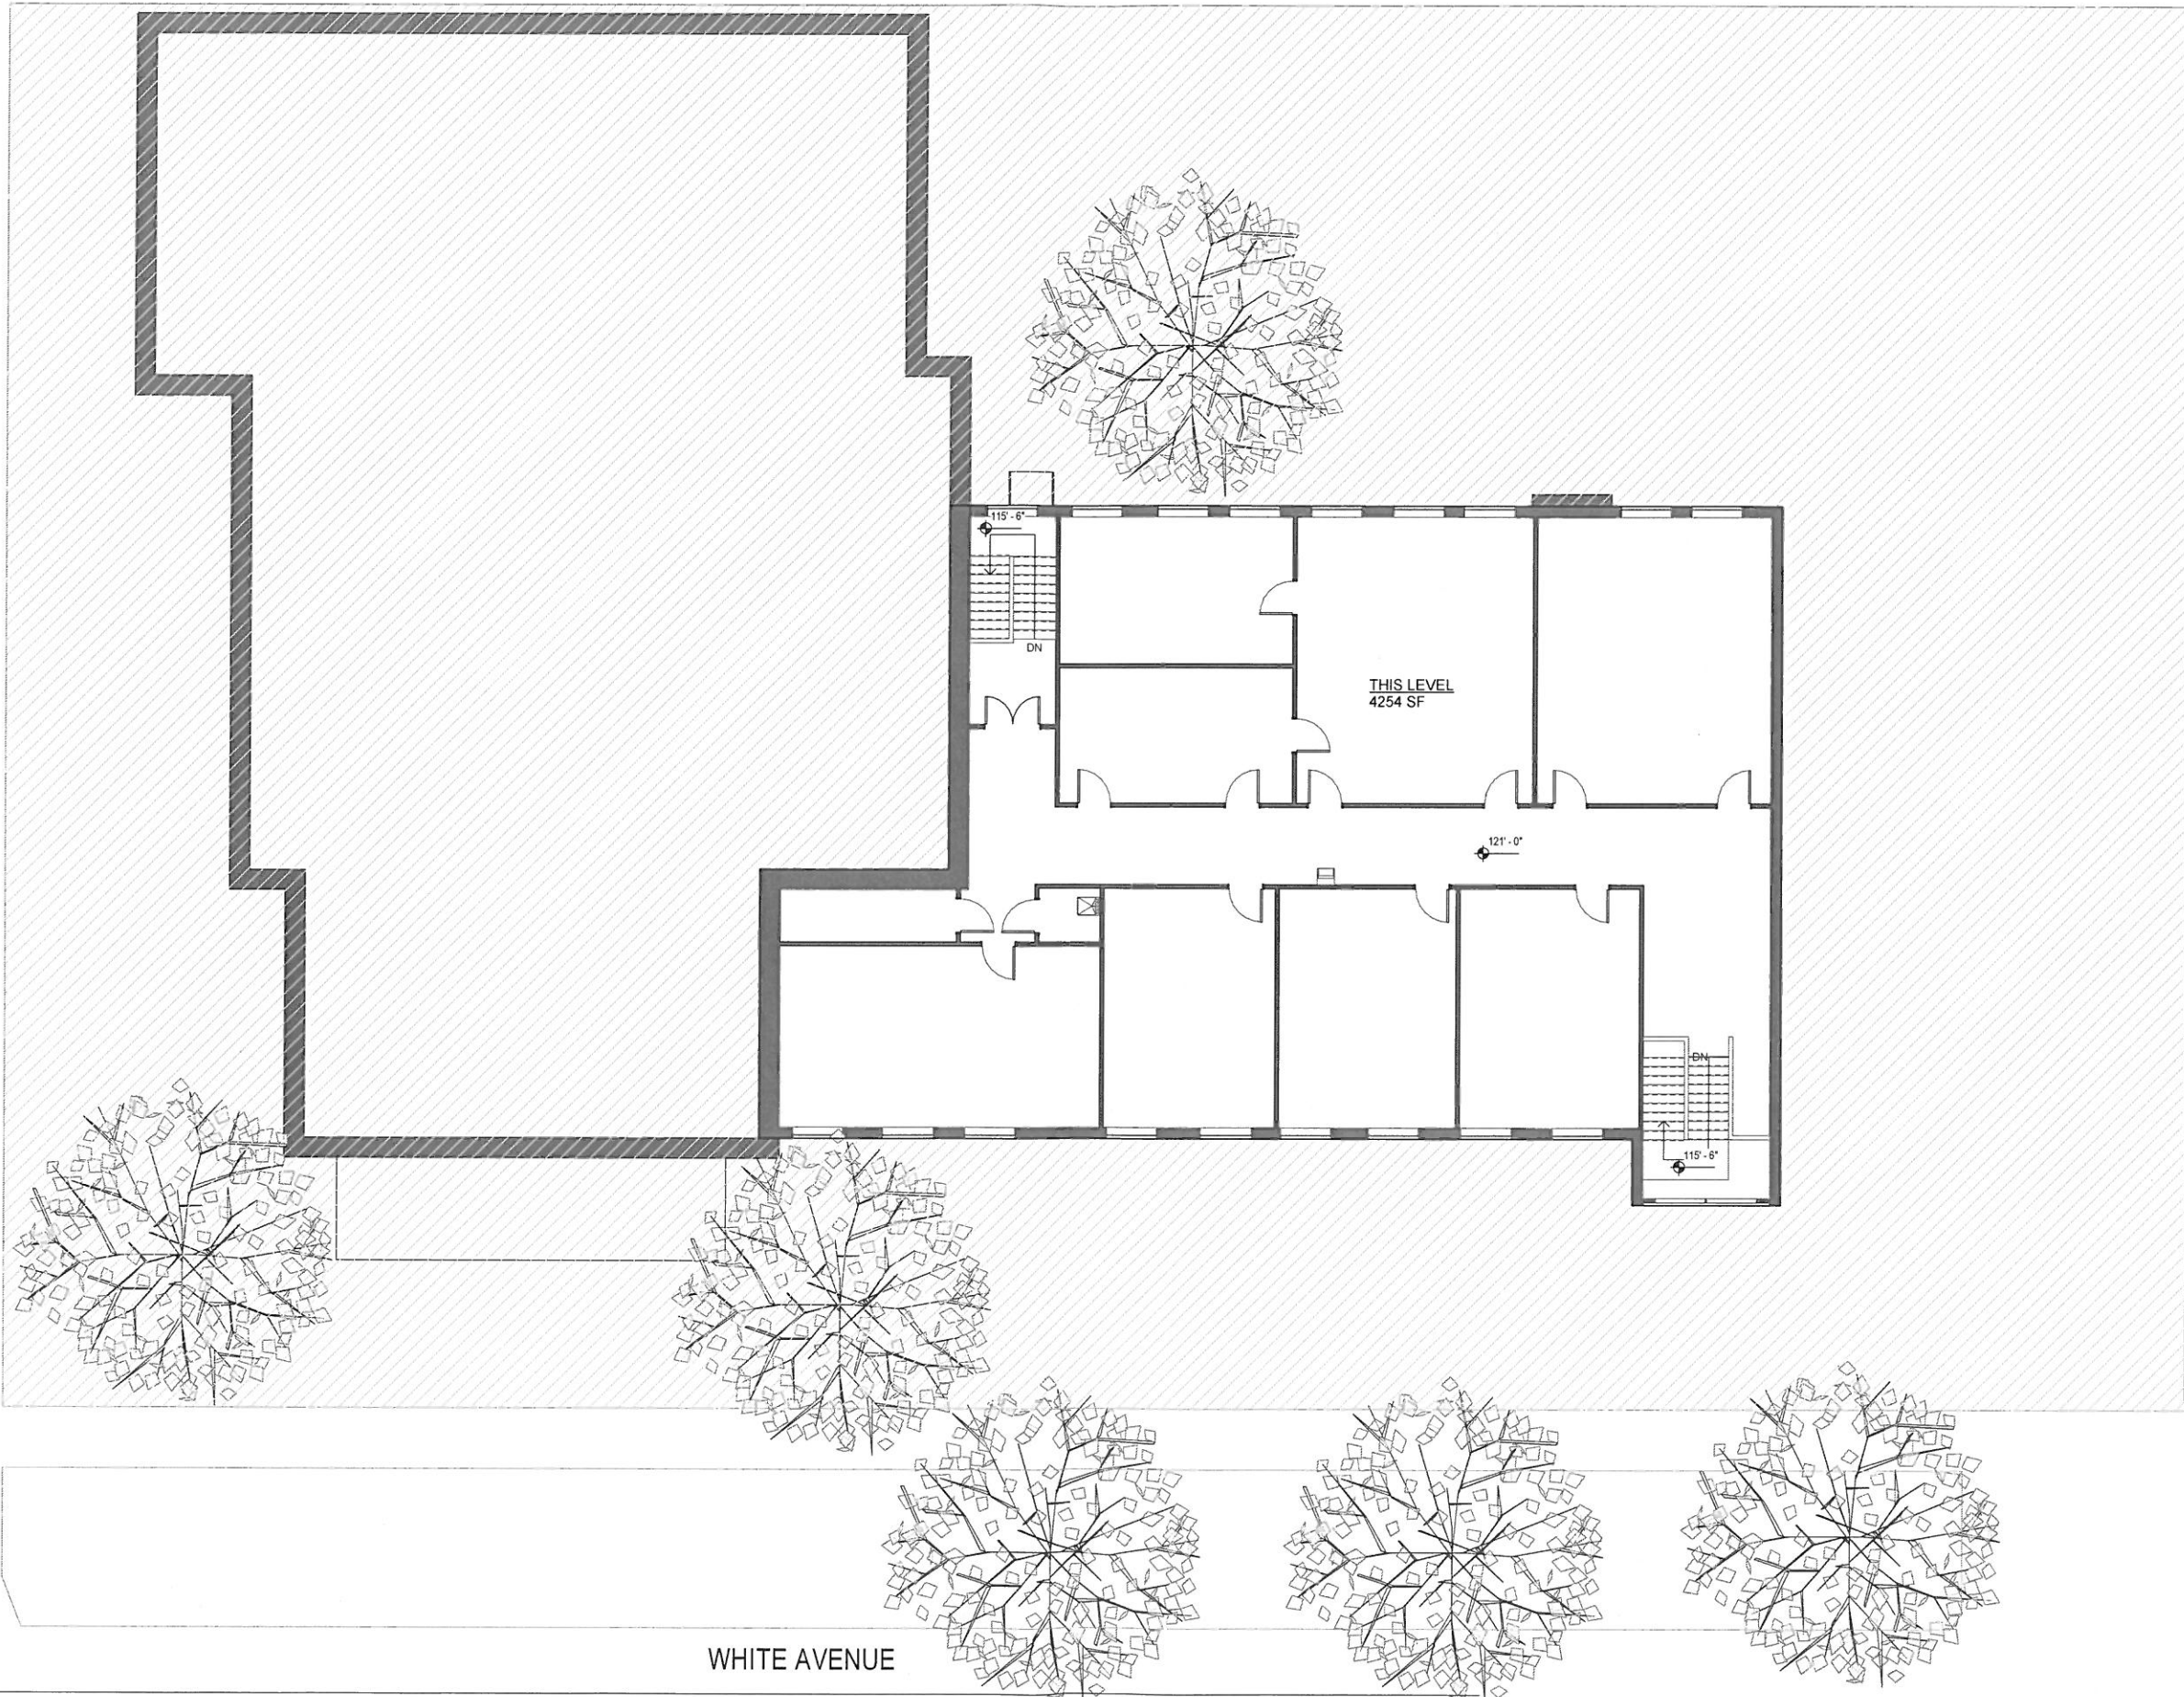 115' - 6"
DN
THIS LEVEL
4254 SF
121' - 0"
DN
115' - 6"
WHITE AVENUE